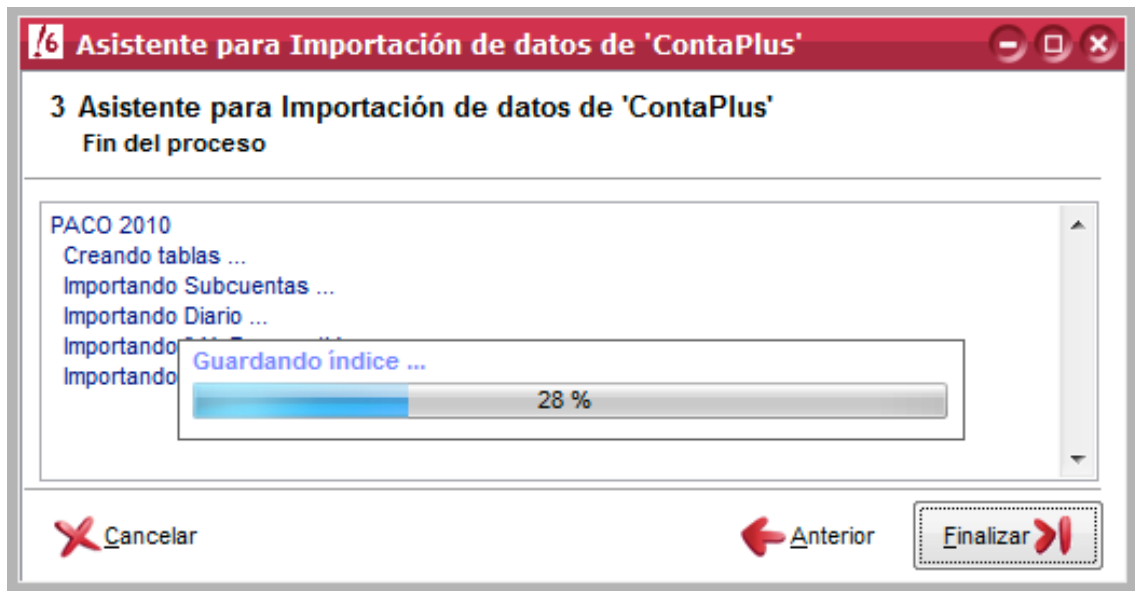 Asistente para Importación de datos de 'ContaPlus'
3 Asistente para Importación de datos de 'ContaPlus'
Fin del proceso
PACO 2010
Creando tablas ...
Importando Subcuentas ...
Importando Diario ...
Importando
Importando
Guardando índice ...
28 %
Cancelar
Anterior
Finalizar